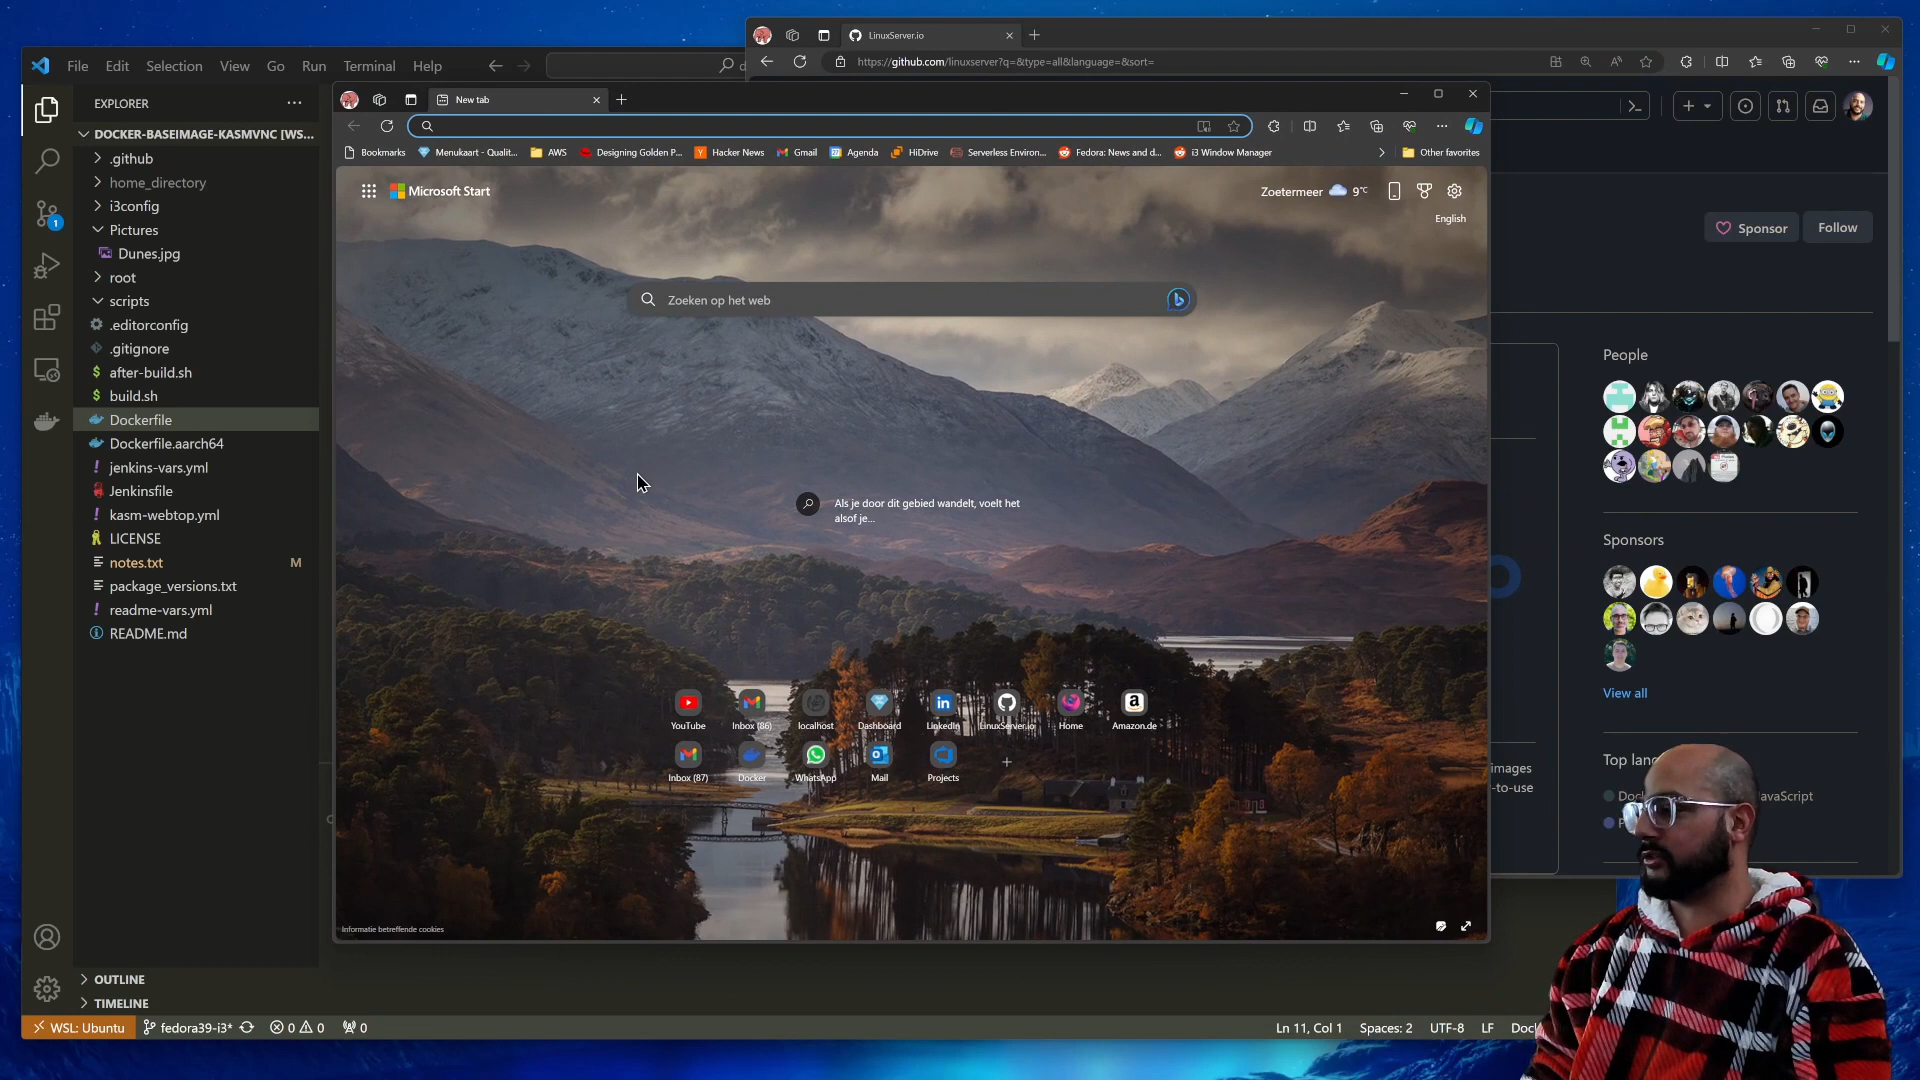 LinuxServer.io
https://github.com/linuxserver?q=&type=all&language=&sort=
File Edit Selection View Go Run Terminal Help
EXPLORER
DOCKER-BASEIMAGE-KASMVNC [WS...
.github
home_directory
i3config
Pictures
Dunes.jpg
root
scripts
.editorconfig
.gitignore
after-build.sh
build.sh
Dockerfile
Dockerfile.aarch64
jenkins-vars.yml
Jenkinsfile
kasm-webtop.yml
LICENSE
notes.txt M
package_versions.txt
readme-vars.yml
README.md
OUTLINE
TIMELINE
WSL: Ubuntu fedora39-i3* 0 0 0
Ln 11, Col 1 Spaces: 2 UTF-8 LF
New tab
Bookmarks Menukaart - Qualit... AWS Designing Golden P... Hacker News Gmail Agenda HiDrive Serverless Environ... Fedora: News and d... i3 Window Manager Other favorites
Microsoft Start
Zoetermeer 9°C
English
Zoeken op het web
Als je door dit gebied wandelt, voelt het
alsof je...
YouTube Inbox (86) localhost Dashboard LinkedIn LinuxServer.io Home Amazon.de
Inbox (87) Docker WhatsApp Mail Projects
Informatie betreffende cookies
Sponsor Follow
People
Sponsors
View all
images
-to-use